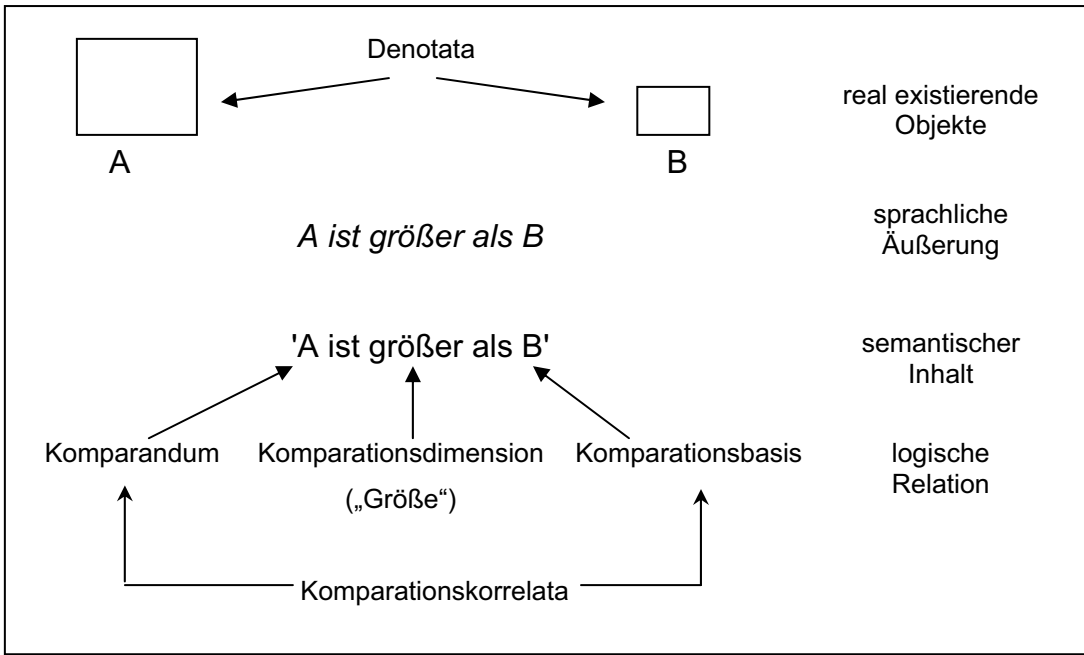 Denotata
real existierende
Objekte
A
B
A ist größer als B
sprachliche
Äußerung
'A ist größer als B'
semantischer
Inhalt
Komparandum
Komparationsdimension
Komparationsbasis
logische
Relation
(„Größe“)
Komparationskorrelata